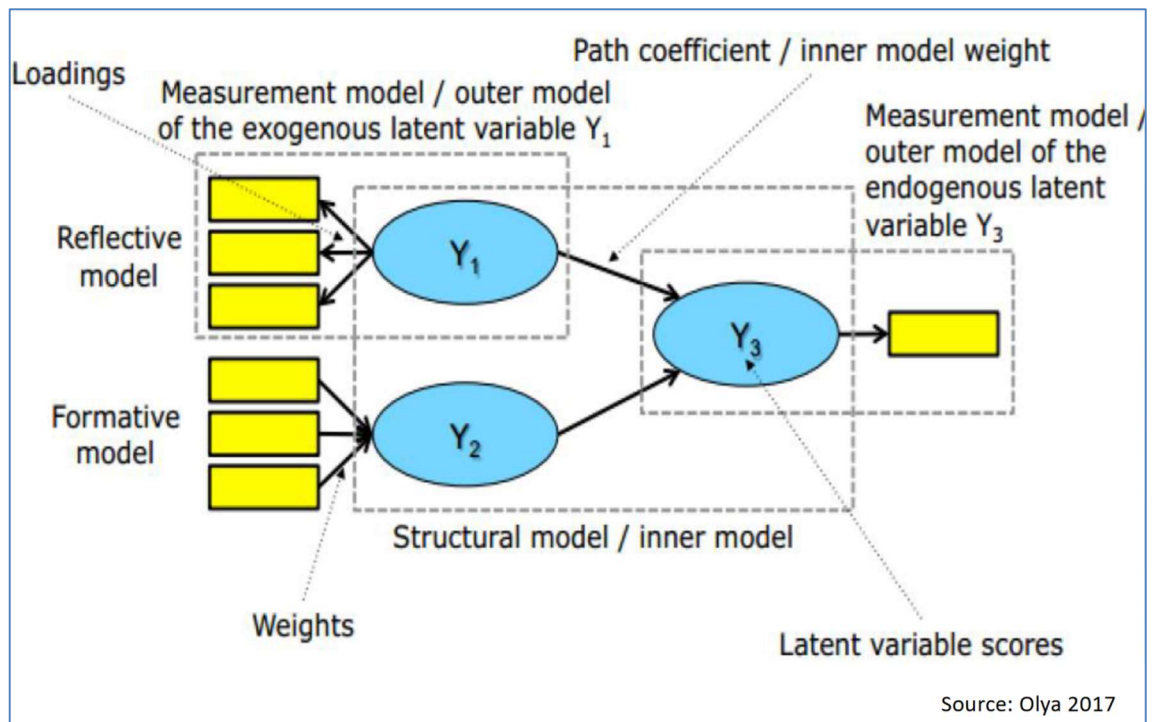 Path coefficient / inner model weight
Loadings
Measurement model / outer model
of the exogenous latent variable Y₁
Measurement model /
outer model of the
endogenous latent
variable Y₃
Reflective
model
Y₁
Y₃
Formative
model
Y₂
Structural model / inner model
Weights
Latent variable scores
Source: Olya 2017